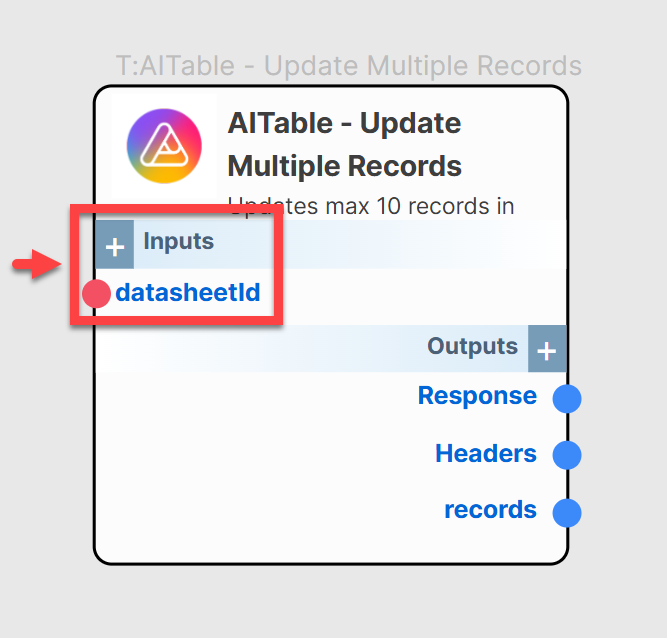 T:AITable - Update Multiple Records
AITable - Update
Multiple Records
Updates max 10 records in
+ Inputs
datasheetId
Outputs +
Response
Headers
records